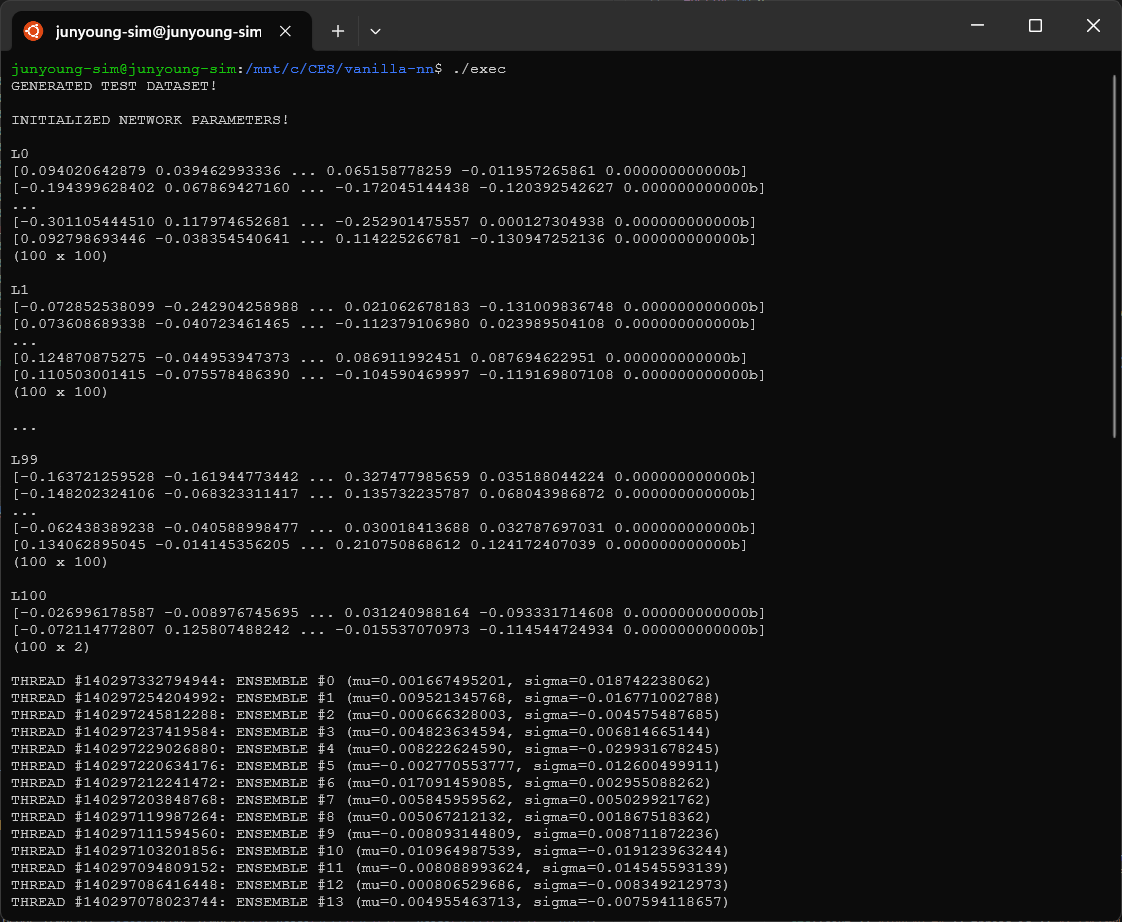 junyoung-sim@junyoung-sim
junyoung-sim@junyoung-sim:/mnt/c/CES/vanilla-nn$ ./exec
GENERATED TEST DATASET!
INITIALIZED NETWORK PARAMETERS!
L0
[0.094020642879 0.039462993336 ... 0.065158778259 -0.011957265861 0.000000000000b]
[-0.194399628402 0.067869427160 ... -0.172045144438 -0.120392542627 0.000000000000b]
...
[-0.301105444510 0.117974652681 ... -0.252901475557 0.000127304938 0.000000000000b]
[0.092798693446 -0.038354540641 ... 0.114225266781 -0.130947252136 0.000000000000b]
(100 x 100)
L1
[-0.072852538099 -0.242904258988 ... 0.021062678183 -0.131009836748 0.000000000000b]
[0.073608689338 -0.040723461465 ... -0.112379106980 0.023989504108 0.000000000000b]
...
[0.124870875275 -0.044953947373 ... 0.086911992451 0.087694622951 0.000000000000b]
[0.110503001415 -0.075578486390 ... -0.104590469997 -0.119169807108 0.000000000000b]
(100 x 100)
...
L99
[-0.163721259528 -0.161944773442 ... 0.327477985659 0.035188044224 0.000000000000b]
[-0.148202324106 -0.068323311417 ... 0.135732235787 0.068043986872 0.000000000000b]
...
[-0.062438389238 -0.040588998477 ... 0.030018413688 0.032787697031 0.000000000000b]
[0.134062895045 -0.014145356205 ... 0.210750868612 0.124172407039 0.000000000000b]
(100 x 100)
L100
[-0.026996178587 -0.008976745695 ... 0.031240988164 -0.093331714608 0.000000000000b]
[-0.072114772807 0.125807488242 ... -0.015537070973 -0.114544724934 0.000000000000b]
(100 x 2)
THREAD #140297332794944: ENSEMBLE #0 (mu=0.001667495201, sigma=0.018742238062)
THREAD #140297254204992: ENSEMBLE #1 (mu=0.009521345768, sigma=-0.016771002788)
THREAD #140297245812288: ENSEMBLE #2 (mu=0.000666328003, sigma=-0.004575487685)
THREAD #140297237419584: ENSEMBLE #3 (mu=0.004823634594, sigma=0.006814665144)
THREAD #140297229026880: ENSEMBLE #4 (mu=0.008222624590, sigma=-0.029931678245)
THREAD #140297220634176: ENSEMBLE #5 (mu=-0.002770553777, sigma=0.012600499911)
THREAD #140297212241472: ENSEMBLE #6 (mu=0.017091459085, sigma=0.002955088262)
THREAD #140297203848768: ENSEMBLE #7 (mu=0.005845959562, sigma=0.005029921762)
THREAD #140297119987264: ENSEMBLE #8 (mu=0.005067212132, sigma=0.001867518362)
THREAD #140297111594560: ENSEMBLE #9 (mu=-0.008093144809, sigma=0.008711872236)
THREAD #140297103201856: ENSEMBLE #10 (mu=0.010964987539, sigma=-0.019123963244)
THREAD #140297094809152: ENSEMBLE #11 (mu=-0.008088993624, sigma=0.014545593139)
THREAD #140297086416448: ENSEMBLE #12 (mu=0.000806529686, sigma=-0.008349212973)
THREAD #140297078023744: ENSEMBLE #13 (mu=0.004955463713, sigma=-0.007594118657)